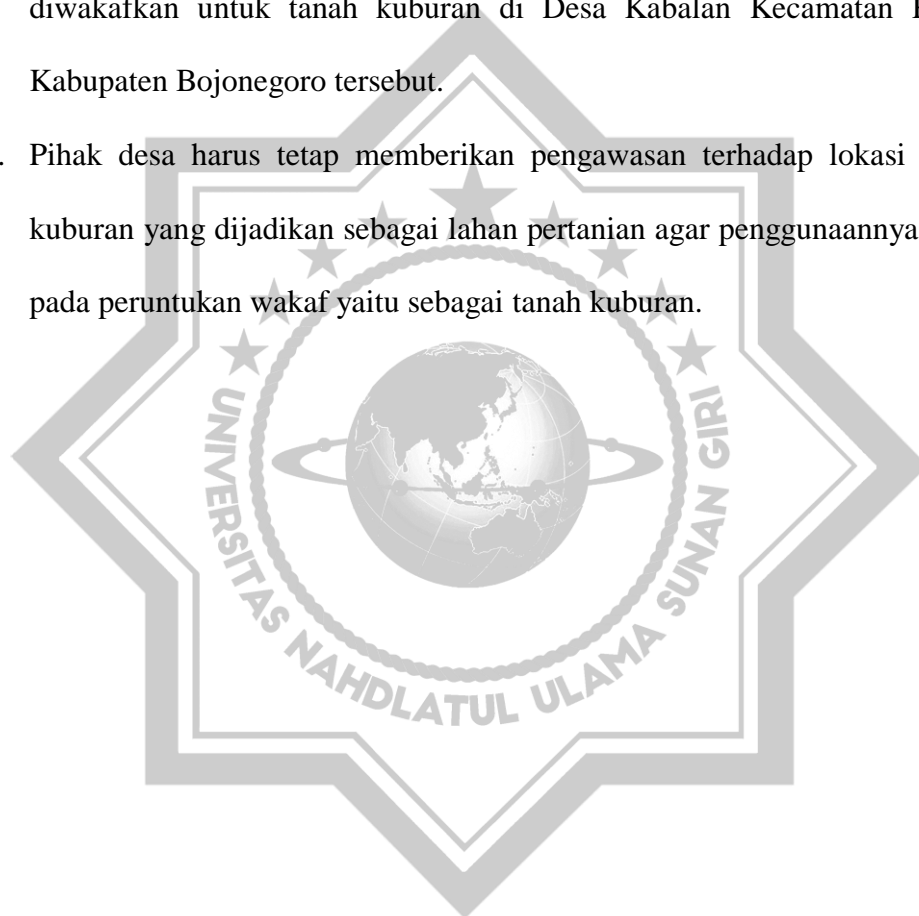 diwakafkan untuk tanah kuburan di Desa Kabalan Kecamatan
Kabupaten Bojonegoro tersebut.
. Pihak desa harus tetap memberikan pengawasan terhadap lokasi
kuburan yang dijadikan sebagai lahan pertanian agar penggunaannya
pada peruntukan wakaf yaitu sebagai tanah kuburan.
UNIVERSITAS NAHDLATUL ULAMA SUNAN GIRI